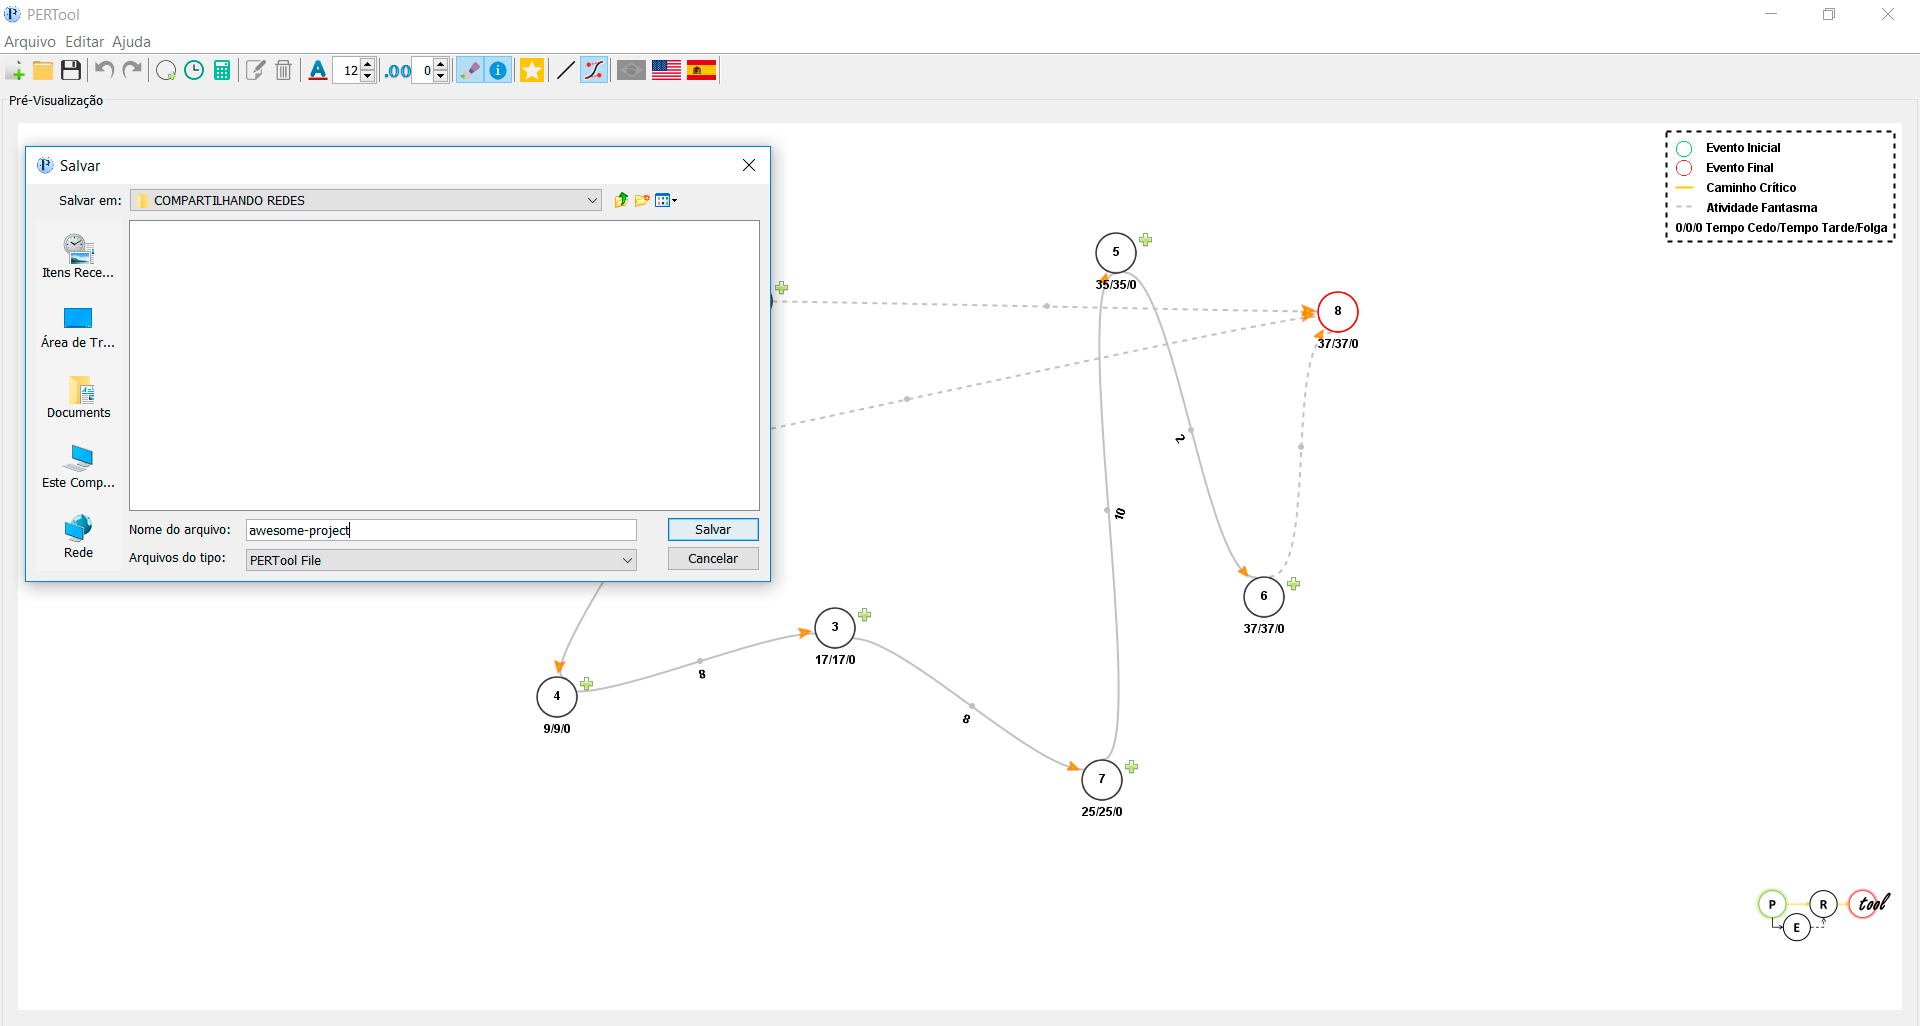 PERTool
Arquivo Editar Ajuda
12 .00 0
Pré-Visualização
Salvar
Salvar em: COMPARTILHANDO REDES
Itens Rece...
Área de Tr...
Documents
Este Comp...
Rede
Nome do arquivo: awesome-project Salvar
Arquivos do tipo: PERTool File Cancelar
Evento Inicial
Evento Final
Caminho Crítico
Atividade Fantasma
0/0/0 Tempo Cedo/Tempo Tarde/Folga
5
35/35/0
8
37/37/0
2
10
6
37/37/0
3
17/17/0
8
4
9/9/0
8
7
25/25/0
P R tool
E